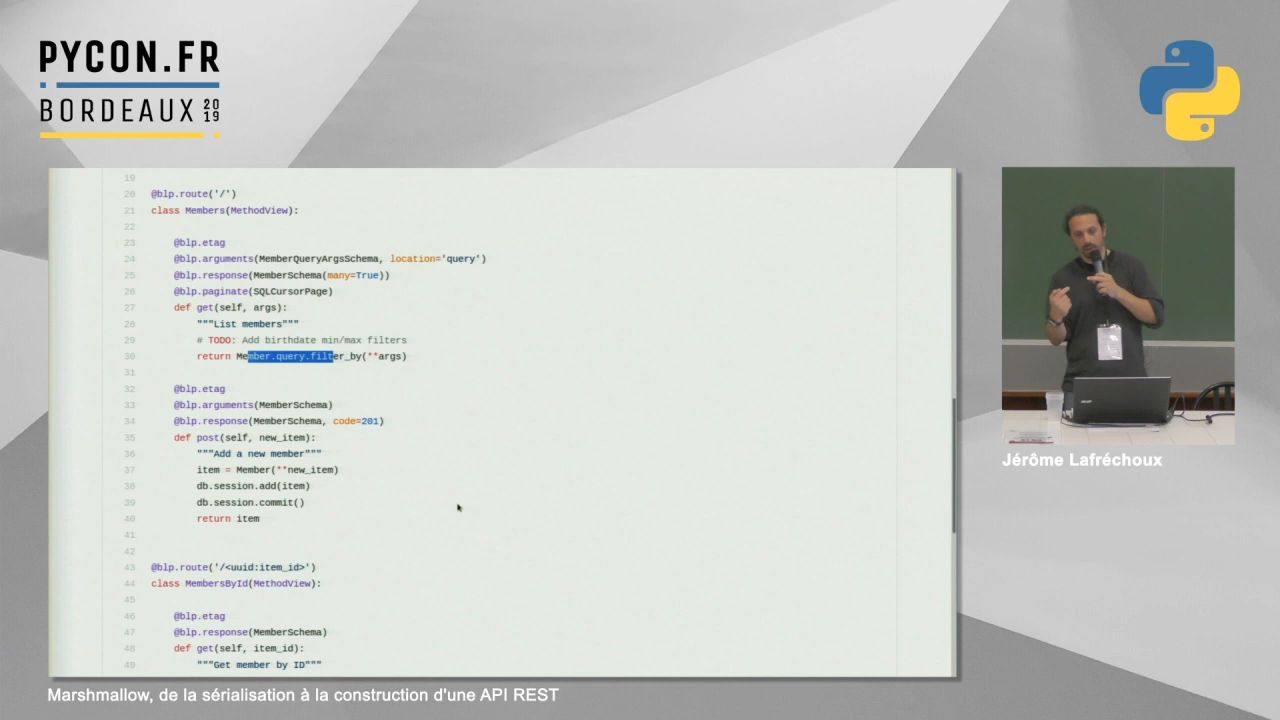 PYCON.FR
BORDEAUX 2019
19
20 @blp.route('/')
21 class Members(MethodView):
22
23 @blp.etag
24 @blp.arguments(MemberQueryArgsSchema, location='query')
25 @blp.response(MemberSchema(many=True))
26 @blp.paginate(SQLCursorPage)
27 def get(self, args):
28 """List members"""
29 # TODO: Add birthdate min/max filters
30 return Member.query.filter_by(**args)
31
32 @blp.etag
33 @blp.arguments(MemberSchema)
34 @blp.response(MemberSchema, code=201)
35 def post(self, new_item):
36 """Add a new member"""
37 item = Member(**new_item)
38 db.session.add(item)
39 db.session.commit()
40 return item
41
42
43 @blp.route('/<uuid:item_id>')
44 class MembersById(MethodView):
45
46 @blp.etag
47 @blp.response(MemberSchema)
48 def get(self, item_id):
49 """Get member by ID"""
acer
Jérôme Lafréchoux
Marshmallow, de la sérialisation à la construction d'une API REST